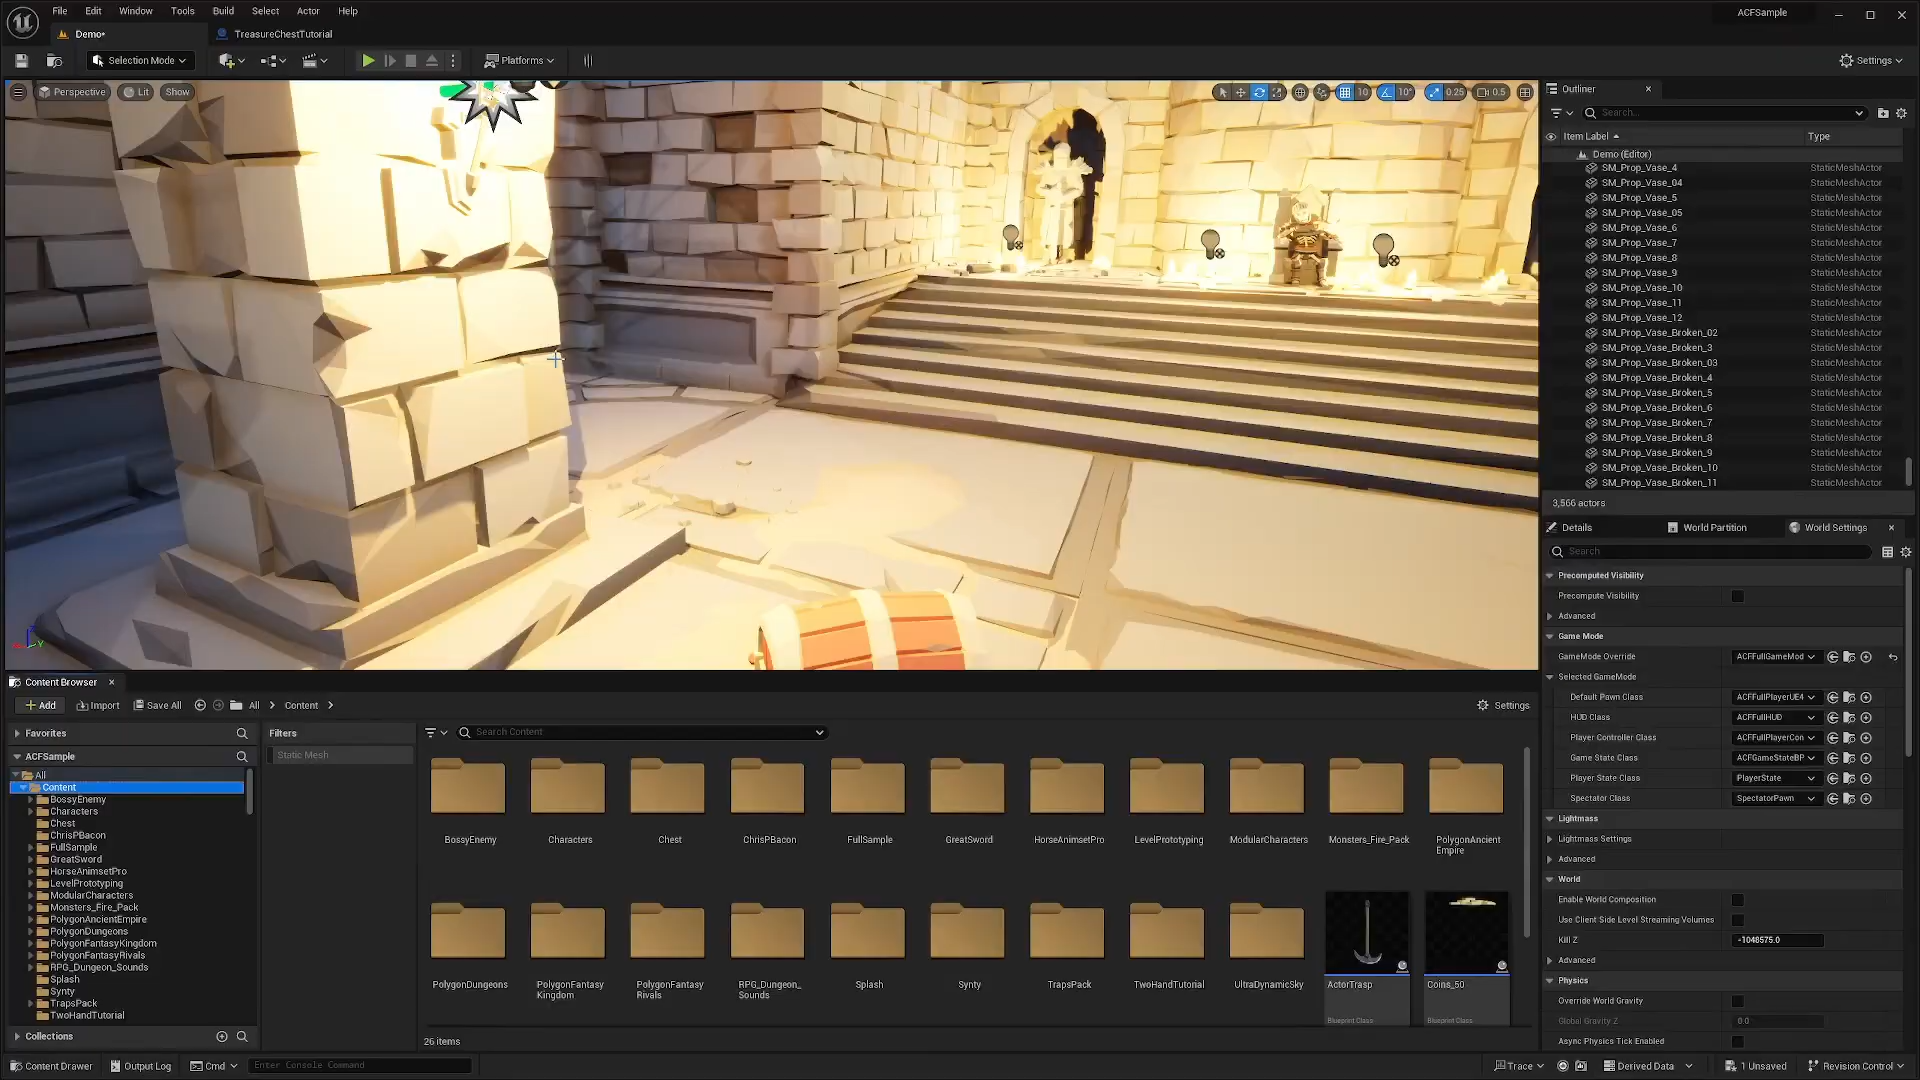 File Edit Window Tools Build Select Actor Help
ACFSample
Demo*
TreasureChestTutorial
Selection Mode
Platforms
Settings
Perspective
Lit
Show
10
10°
0.25
0.5
Outliner
Search...
Item Label
Type
Demo (Editor)
SM_Prop_Vase_4 StaticMeshActor
SM_Prop_Vase_04 StaticMeshActor
SM_Prop_Vase_5 StaticMeshActor
SM_Prop_Vase_05 StaticMeshActor
SM_Prop_Vase_6 StaticMeshActor
SM_Prop_Vase_7 StaticMeshActor
SM_Prop_Vase_8 StaticMeshActor
SM_Prop_Vase_9 StaticMeshActor
SM_Prop_Vase_10 StaticMeshActor
SM_Prop_Vase_11 StaticMeshActor
SM_Prop_Vase_12 StaticMeshActor
SM_Prop_Vase_Broken_02 StaticMeshActor
SM_Prop_Vase_Broken_3 StaticMeshActor
SM_Prop_Vase_Broken_03 StaticMeshActor
SM_Prop_Vase_Broken_4 StaticMeshActor
SM_Prop_Vase_Broken_5 StaticMeshActor
SM_Prop_Vase_Broken_6 StaticMeshActor
SM_Prop_Vase_Broken_7 StaticMeshActor
SM_Prop_Vase_Broken_8 StaticMeshActor
SM_Prop_Vase_Broken_9 StaticMeshActor
SM_Prop_Vase_Broken_10 StaticMeshActor
SM_Prop_Vase_Broken_11 StaticMeshActor
3,566 actors
Details
World Partition
World Settings
Search
Precomputed Visibility
Precompute Visibility
Advanced
Game Mode
GameMode Override ACFFullGameMod
Selected GameMode
Default Pawn Class ACFFullPlayerUE4
HUD Class ACFFullHUD
Player Controller Class ACFFullPlayerCon
Game State Class ACFGameStateBP
Player State Class PlayerState
Spectator Class SpectatorPawn
Lightmass
Lightmass Settings
Advanced
World
Enable World Composition
Use Client Side Level Streaming Volumes
Kill Z -1048575.0
Advanced
Physics
Override World Gravity
Global Gravity Z 0.0
Async Physics Tick Enabled
Content Browser
Add
Import
Save All
All
Content
Settings
Favorites
ACFSample
All
Content
BossyEnemy
Characters
Chest
ChrisPBacon
FullSample
GreatSword
HorseAnimsetPro
LevelPrototyping
ModularCharacters
Monsters_Fire_Pack
PolygonAncientEmpire
PolygonDungeons
PolygonFantasyKingdom
PolygonFantasyRivals
RPG_Dungeon_Sounds
Splash
Synty
TrapsPack
TwoHandTutorial
Collections
Filters
Static Mesh
Search Content
BossyEnemy
Characters
Chest
ChrisPBacon
FullSample
GreatSword
HorseAnimsetPro
LevelPrototyping
ModularCharacters
Monsters_Fire_Pack
PolygonAncient
Empire
PolygonDungeons
PolygonFantasy
Kingdom
PolygonFantasy
Rivals
RPG_Dungeon_
Sounds
Splash
Synty
TrapsPack
TwoHandTutorial
UltraDynamicSky
ActorTrasp
Blueprint Class
Coins_50
Blueprint Class
26 items
Content Drawer
Output Log
Cmd
Enter Console Command
Trace
Derived Data
1 Unsaved
Revision Control